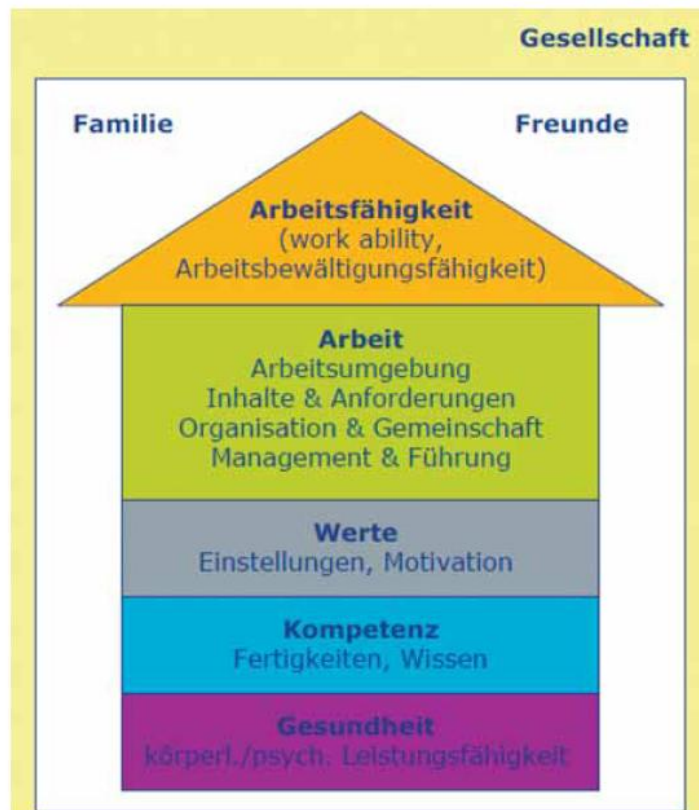 Gesellschaft
Familie
Freunde
Arbeitsfähigkeit
(work ability,
Arbeitsbewältigungsfähigkeit)
Arbeit
Arbeitsumgebung
Inhalte & Anforderungen
Organisation & Gemeinschaft
Management & Führung
Werte
Einstellungen, Motivation
Kompetenz
Fertigkeiten, Wissen
Gesundheit
körperl./psych. Leistungsfähigkeit